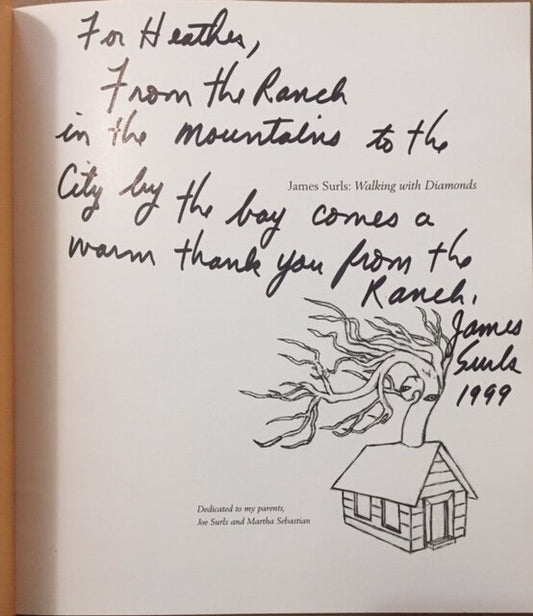 For Heather,
From the Ranch
in the mountains to the
James Surls: Walking with Diamonds
City by the bay comes a
warm thank you from the
Ranch.
James
Surls
1999
Dedicated to my parents,
Joe Surls and Martha Sebastian